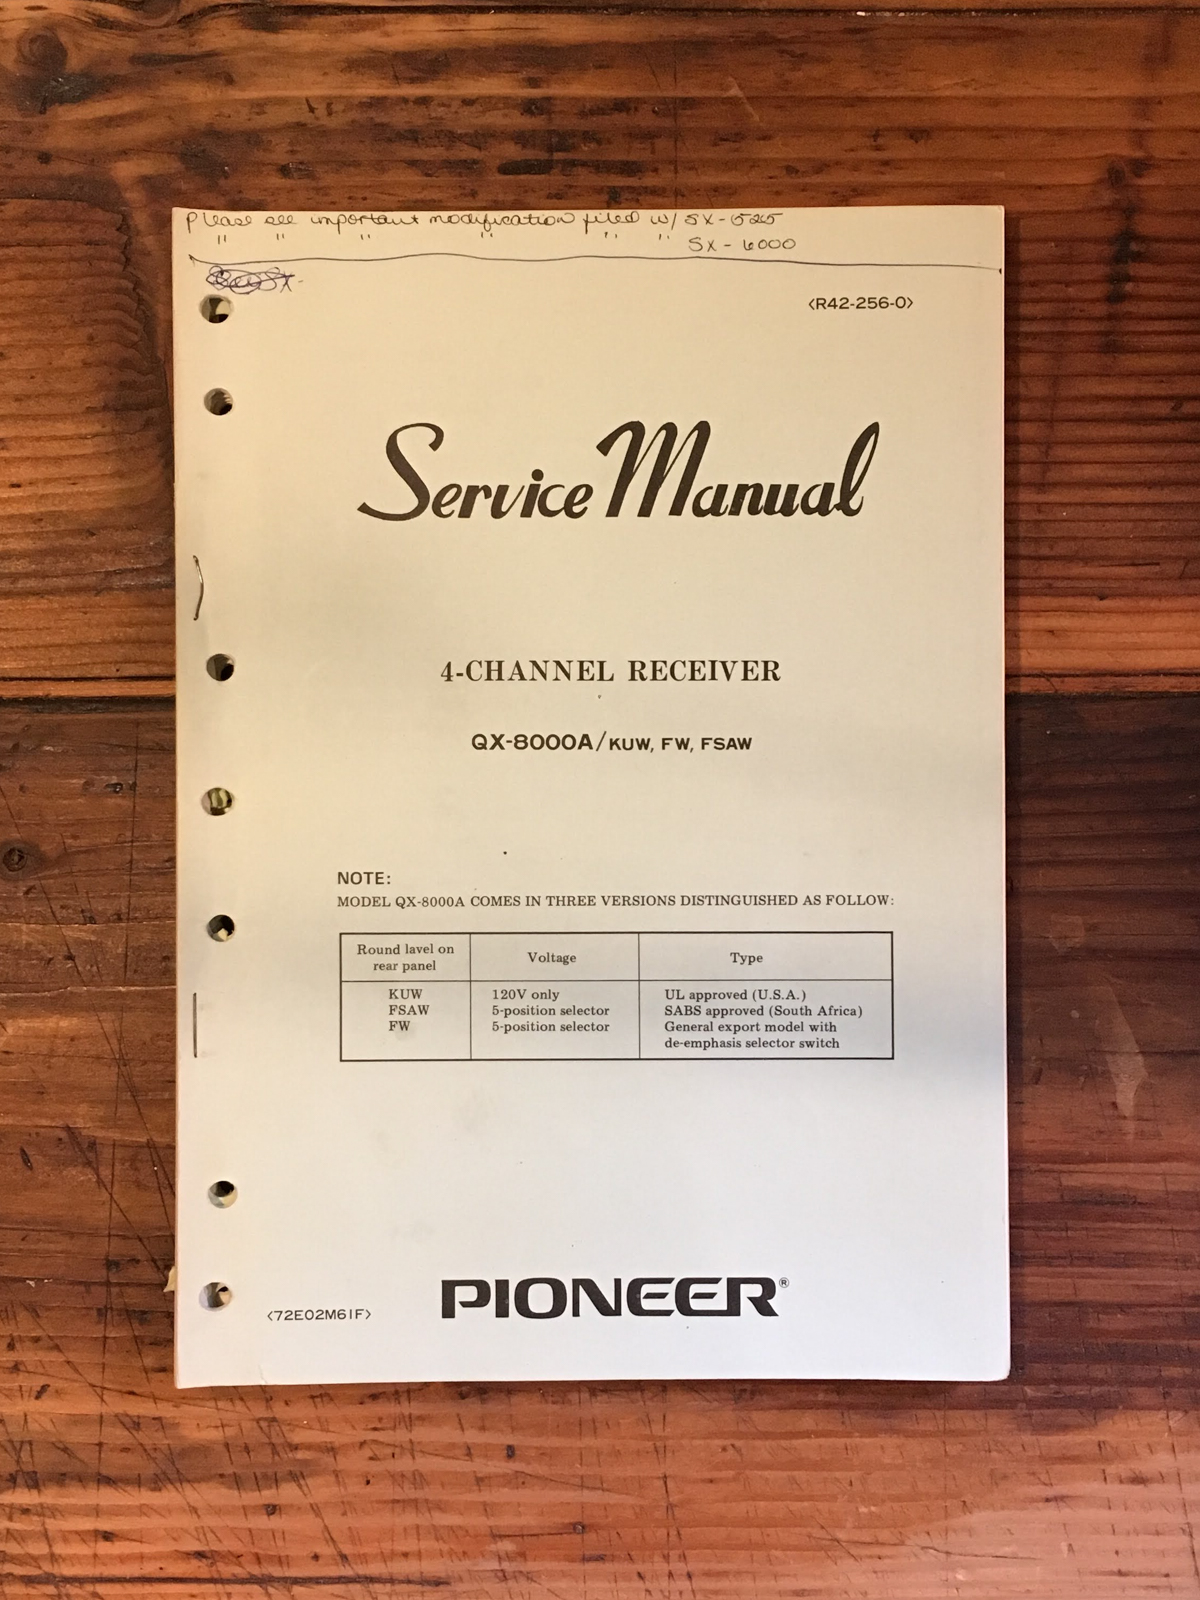 Please see important modification filed w/ SX-1525
" " " " " " SX-6000
<R42-256-0>
Service Manual
4-CHANNEL RECEIVER
QX-8000A/KUW, FW, FSAW
NOTE:
MODEL QX-8000A COMES IN THREE VERSIONS DISTINGUISHED AS FOLLOW:
Round lavel on rear panel Voltage Type
KUW 120V only UL approved (U.S.A.)
FSAW 5-position selector SABS approved (South Africa)
FW 5-position selector General export model with
de-emphasis selector switch
<72E02M61F>
PIONEER®